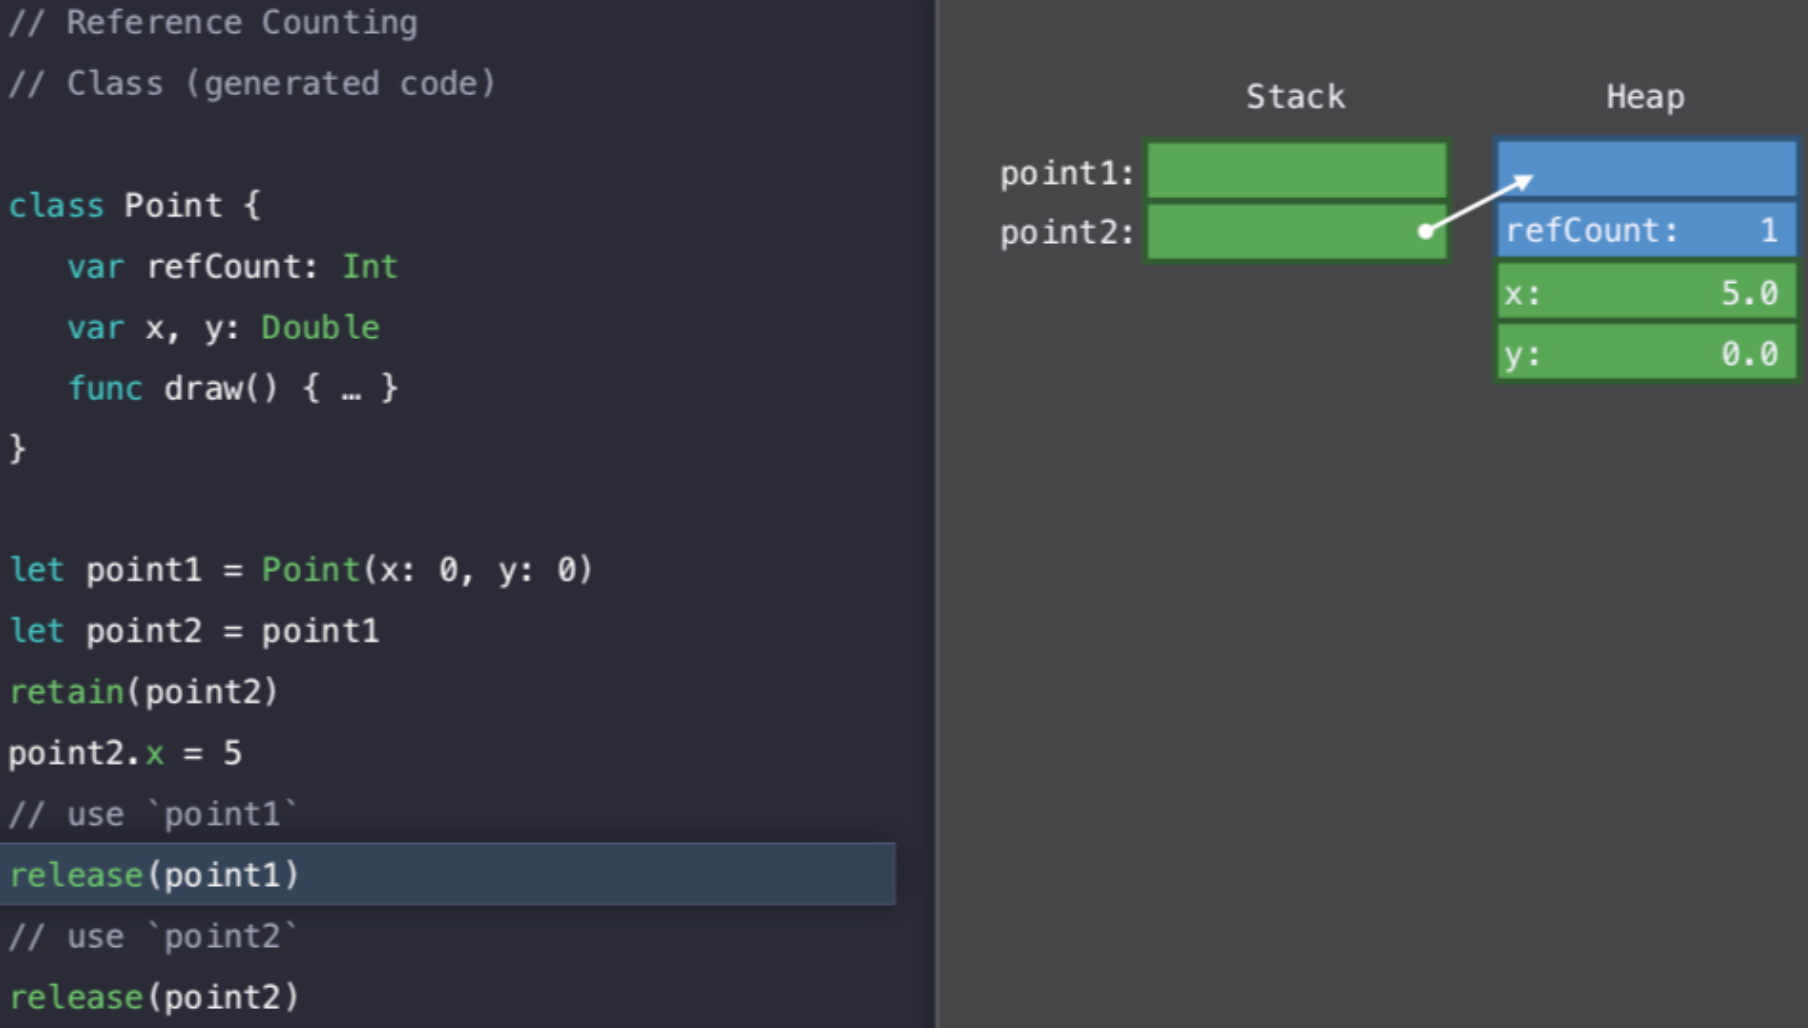 // Reference Counting
// Class (generated code)
class Point {
   var refCount: Int
   var x, y: Double
   func draw() { … }
}
let point1 = Point(x: 0, y: 0)
let point2 = point1
retain(point2)
point2.x = 5
// use `point1`
release(point1)
// use `point2`
release(point2)
Stack Heap
point1:
point2:
refCount: 1
x: 5.0
y: 0.0